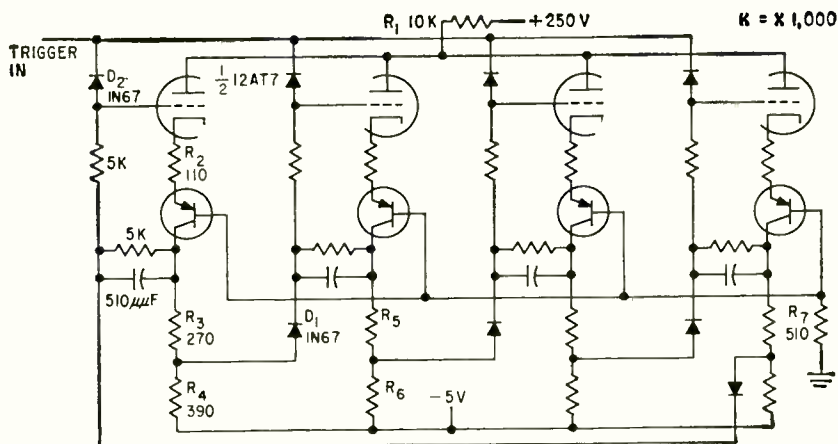 R1 10K +250V
K = X 1,000
TRIGGER
IN
D2
1N67
1/2 12AT7
5K
R2
110
5K
510μμF
R3
270
D1
1N67
R5
R7
510
R4
390
R6
-5V